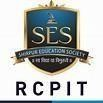 SES
SHIRPUR EDUCATION SOCIETY
RCPIT